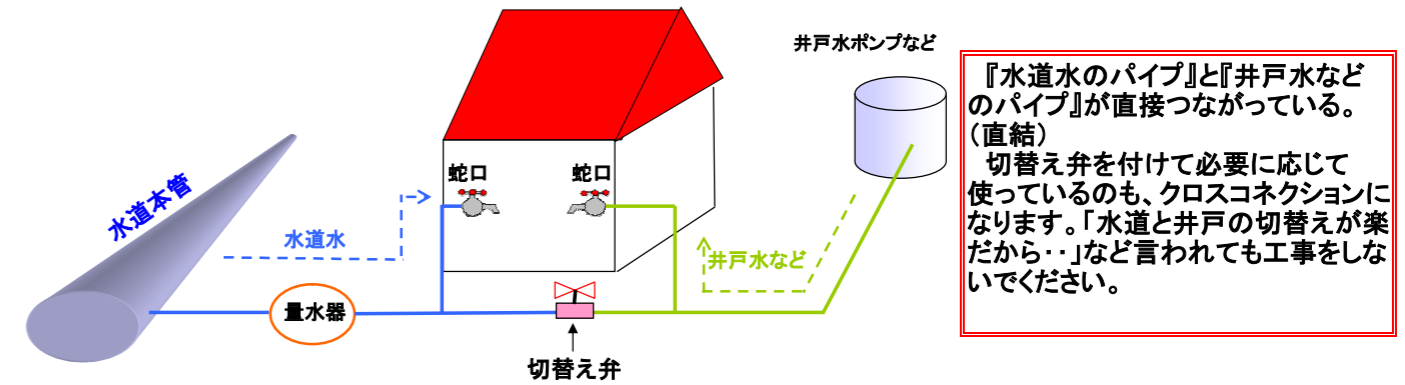 井戸水ポンプなど
『水道水のパイプ』と『井戸水など
のパイプ』が直接つながっている。
(直結)
切替え弁を付けて必要に応じて
使っているのも、クロスコネクションに
なります。「水道と井戸の切替えが楽
だから・・」など言われても工事をしな
いでください。
蛇口
蛇口
水道本管
水道水
井戸水など
量水器
切替え弁